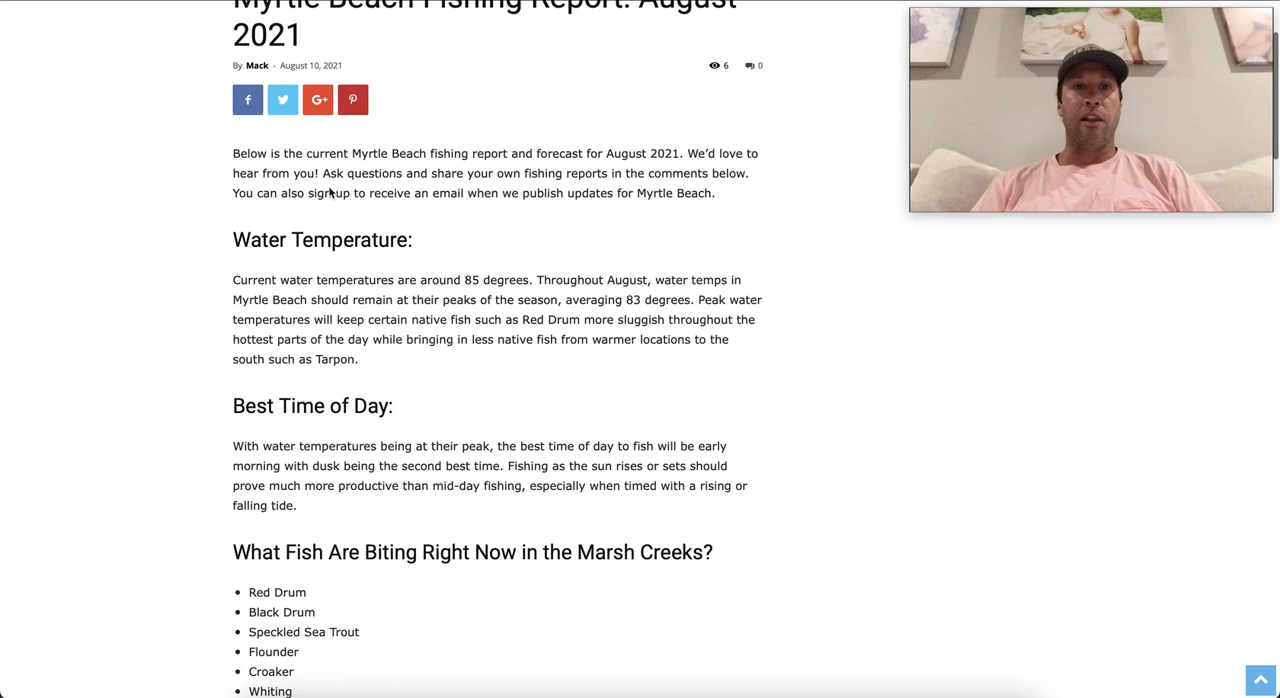 Myrtle Beach Fishing Report: August
2021
By Mack - August 10, 2021
6
0
f
G+
Below is the current Myrtle Beach fishing report and forecast for August 2021. We'd love to
hear from you! Ask questions and share your own fishing reports in the comments below.
You can also signup to receive an email when we publish updates for Myrtle Beach.
Water Temperature:
Current water temperatures are around 85 degrees. Throughout August, water temps in
Myrtle Beach should remain at their peaks of the season, averaging 83 degrees. Peak water
temperatures will keep certain native fish such as Red Drum more sluggish throughout the
hottest parts of the day while bringing in less native fish from warmer locations to the
south such as Tarpon.
Best Time of Day:
With water temperatures being at their peak, the best time of day to fish will be early
morning with dusk being the second best time. Fishing as the sun rises or sets should
prove much more productive than mid-day fishing, especially when timed with a rising or
falling tide.
What Fish Are Biting Right Now in the Marsh Creeks?
• Red Drum
• Black Drum
• Speckled Sea Trout
• Flounder
• Croaker
• Whiting